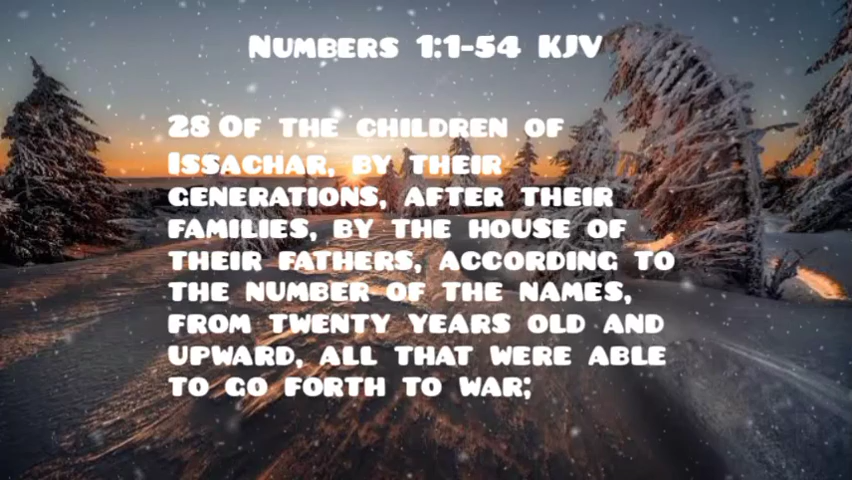 Numbers 1:1-54 KJV
28 Of the children of
Issachar, by their
generations, after their
families, by the house of
their fathers, according to
the number of the names,
from twenty years old and
upward, all that were able
to go forth to war;